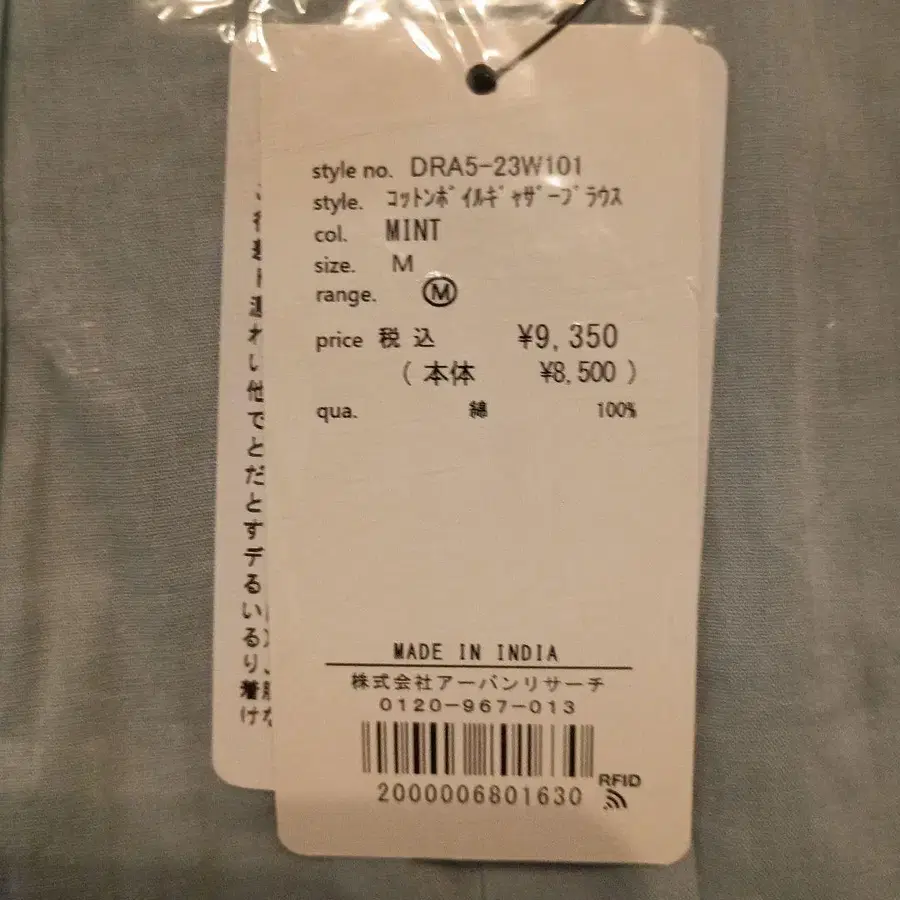 style no. DRA5-23W101
style. コットンボイルギャザーブラウス
col. MINT
size. M
range. Ⓜ
price 税込 ¥9,350
(本体 ¥8,500)
qua. 綿 100%
MADE IN INDIA
株式会社アーバンリサーチ
0120-967-013
2000006801630
RFID